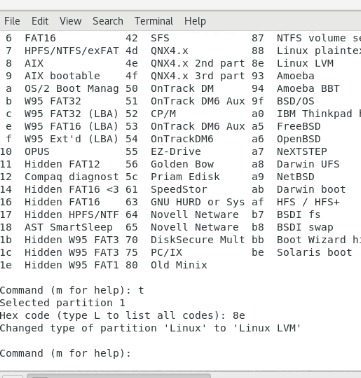 File Edit View Search Terminal Help
6 FAT16 42 SFS 87 NTFS volume
7 HPFS/NTFS/exFAT 4d QNX4.x 88 Linux
8 AIX 4e QNX4.x 2nd part 8e Linux LVM
9 AIX bootable 4f QNX4.x 3rd part 93 Amoeba
a OS/2 Boot Manag 50 OnTrack DM 94 Amoeba BBT
b W95 FAT32 51 OnTrack DM6 Aux 9f BSD/OS
c W95 FAT32 (LBA) 52 CP/M a0 IBM Thinkpad
e W95 FAT16 (LBA) 53 OnTrack DM6 Aux a5 FreeBSD
f W95 Ext'd (LBA) 54 OnTrackDM6 a6 OpenBSD
10 OPUS 55 EZ-Drive a7 NeXTSTEP
11 Hidden FAT12 56 Golden Bow a8 Darwin UFS
12 Compaq diagnost 5c Priam Edisk a9 NetBSD
14 Hidden FAT16 <3 61 SpeedStor ab Darwin boot
16 Hidden FAT16 63 GNU HURD or Sys af HFS / HFS+
17 Hidden HPFS/NTF 64 Novell Netware b7 BSDI fs
18 AST SmartSleep 65 Novell Netware b8 BSDI swap
1b Hidden W95 FAT3 70 DiskSecure Mult bb Boot Wizard
1c Hidden W95 FAT3 75 PC/IX be Solaris boot
1e Hidden W95 FAT1 80 Old Minix
Command (m for help): t
Selected partition 1
Hex code (type L to list all codes): 8e
Changed type of partition 'Linux' to 'Linux LVM'
Command (m for help):